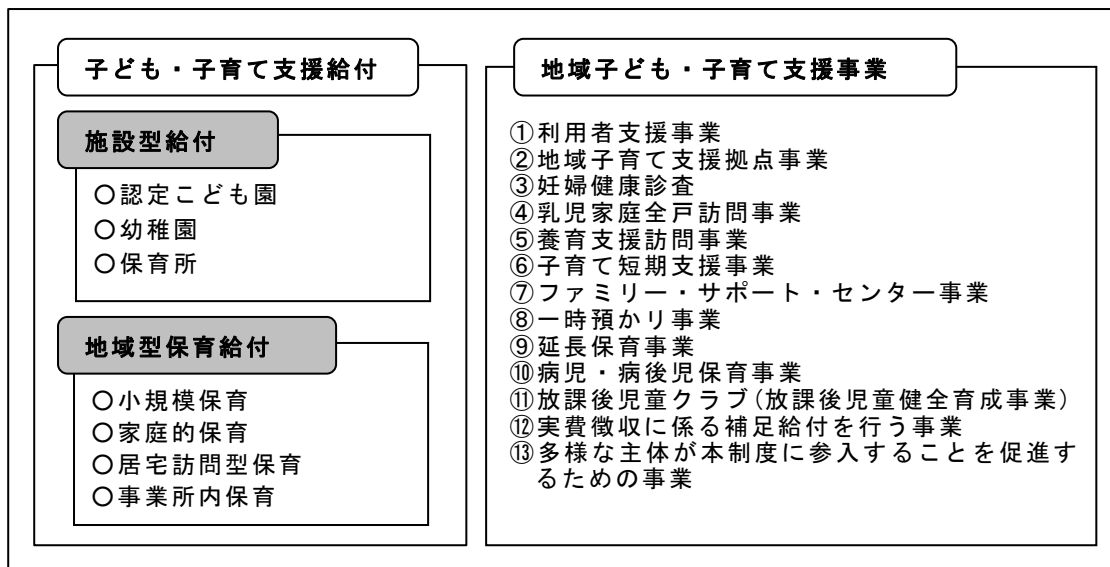 子ども・子育て支援給付
施設型給付
○認定こども園
○幼稚園
○保育所
地域型保育給付
○小規模保育
○家庭的保育
○居宅訪問型保育
○事業所内保育
地域子ども・子育て支援事業
①利用者支援事業
②地域子育て支援拠点事業
③妊婦健康診査
④乳児家庭全戸訪問事業
⑤養育支援訪問事業
⑥子育て短期支援事業
⑦ファミリー・サポート・センター事業
⑧一時預かり事業
⑨延長保育事業
⑩病児・病後児保育事業
⑪放課後児童クラブ(放課後児童健全育成事業)
⑫実費徴収に係る補足給付を行う事業
⑬多様な主体が本制度に参入することを促進す
るための事業